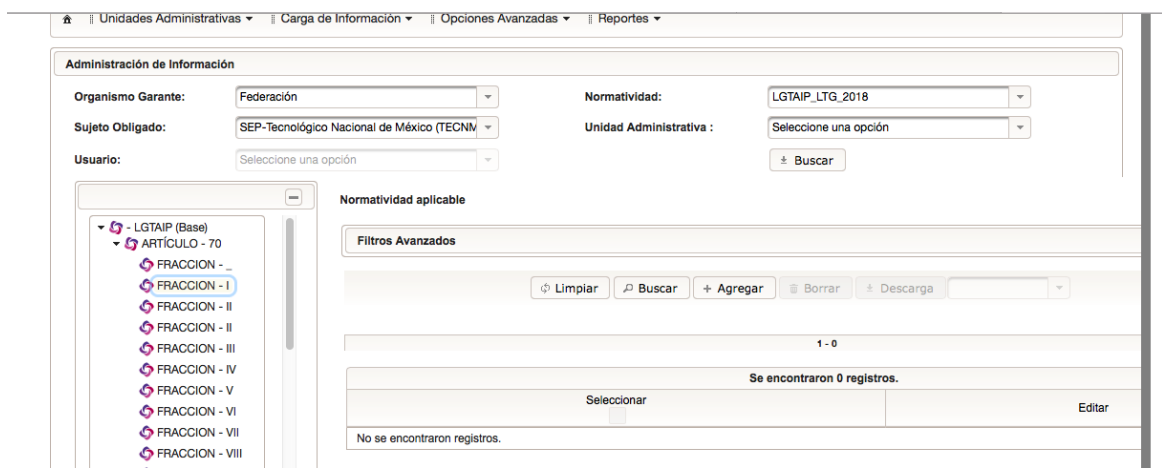 Unidades Administrativas Carga de Información Opciones Avanzadas Reportes
Administración de Información
Organismo Garante: Federación Normatividad: LGTAIP_LTG_2018
Sujeto Obligado: SEP-Tecnológico Nacional de México (TECNM Unidad Administrativa : Seleccione una opción
Usuario: Seleccione una opción Buscar
Normatividad aplicable
- LGTAIP (Base)
ARTÍCULO - 70
FRACCION - _
FRACCION - I
FRACCION - II
FRACCION - II
FRACCION - III
FRACCION - IV
FRACCION - V
FRACCION - VI
FRACCION - VII
FRACCION - VIII
Filtros Avanzados
Limpiar Buscar + Agregar Borrar Descarga
1 - 0
Se encontraron 0 registros.
Seleccionar Editar
No se encontraron registros.